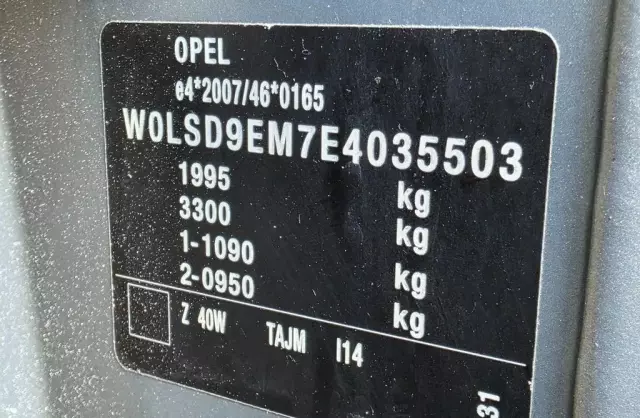 OPEL
e4*2007/46*0165
W0LSD9EM7E4035503
1995 kg
3300 kg
1-1090 kg
2-0950 kg
Z 40W TAJM I14
31